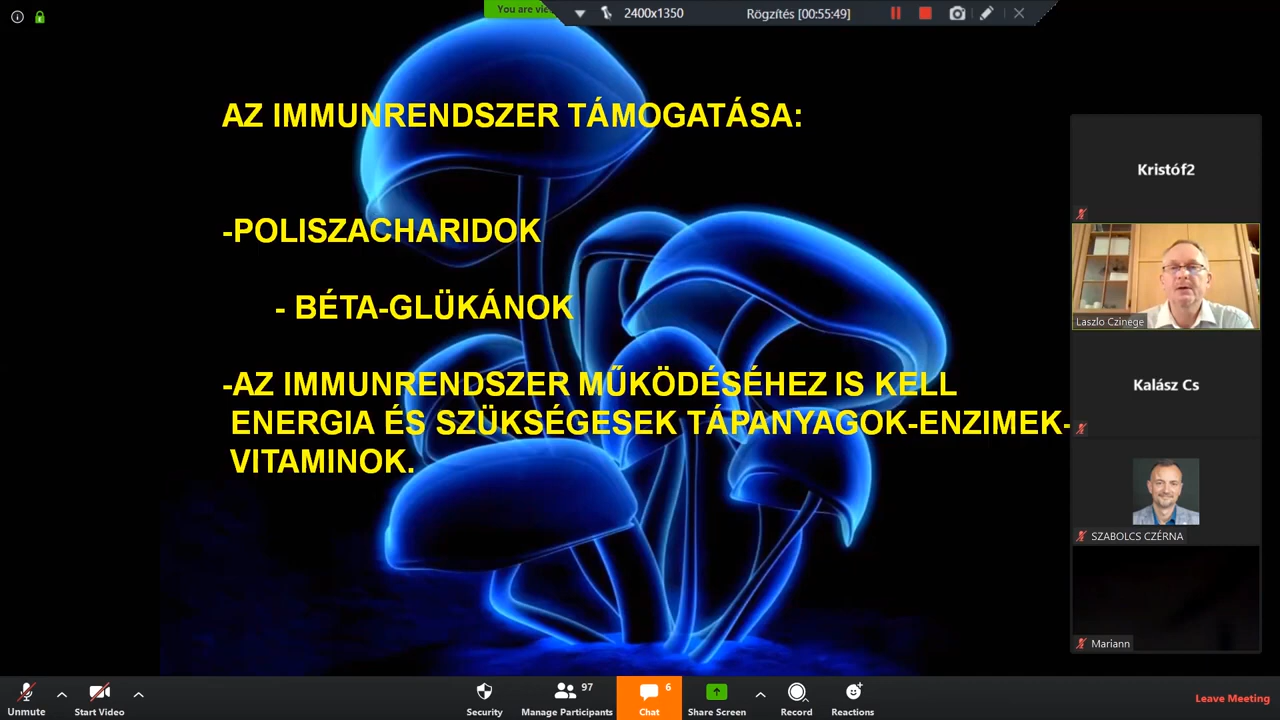 You are vie
2400x1350
Rögzítés [00:55:49]
AZ IMMUNRENDSZER TÁMOGATÁSA:
-POLISZACHARIDOK
- BÉTA-GLÜKÁNOK
-AZ IMMUNRENDSZER MŰKÖDÉSÉHEZ IS KELL
ENERGIA ÉS SZÜKSÉGESEK TÁPANYAGOK-ENZIMEK-
VITAMINOK.
Kristóf2
Laszlo Czinege
Kalász Cs
SZABOLCS CZÉRNA
Mariann
Unmute
Start Video
Security
97
Manage Participants
6
Chat
Share Screen
Record
Reactions
Leave Meeting